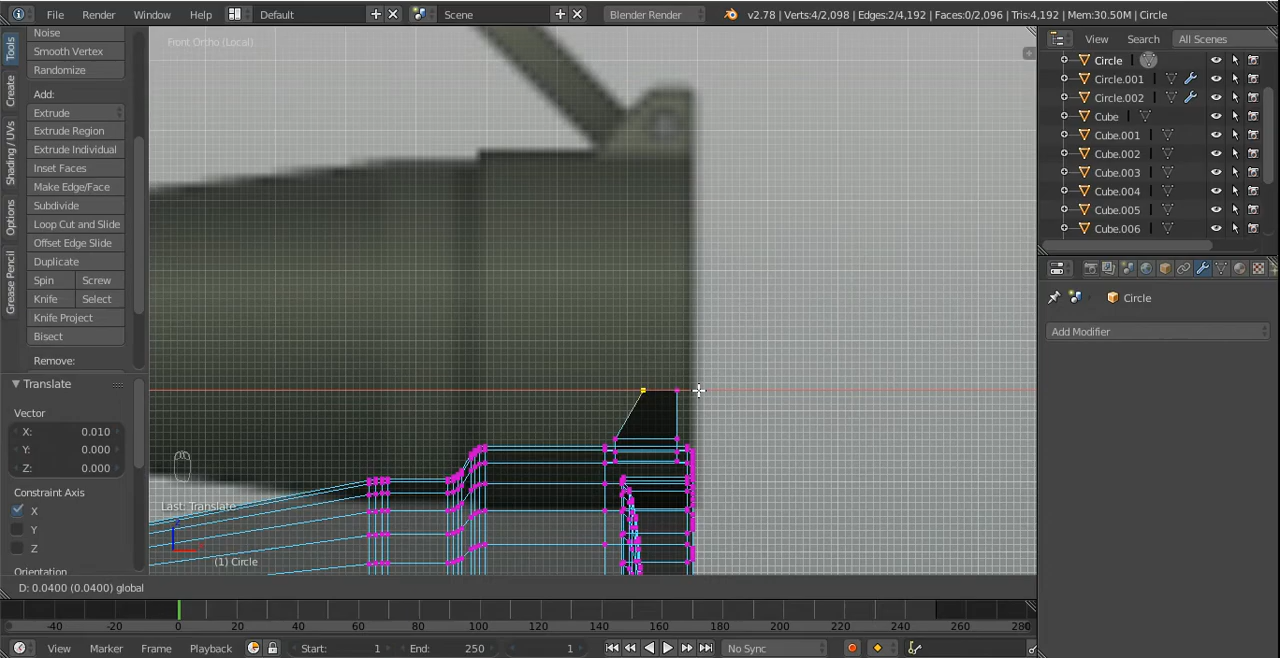 File Render Window Help Default Scene Blender Render v2.78 | Verts:4/2,098 | Edges:2/4,192 | Faces:0/2,096 | Tris:4,192 | Mem:30.50M | Circle
Tools
Create
Shading / UVs
Options
Grease Pencil
Noise
Smooth Vertex
Randomize
Add:
Extrude
Extrude Region
Extrude Individual
Inset Faces
Make Edge/Face
Subdivide
Loop Cut and Slide
Offset Edge Slide
Duplicate
Spin Screw
Knife Select
Knife Project
Bisect
Remove:
Translate
Vector
X: 0.010
Y: 0.000
Z: 0.000
Constraint Axis
X
Y
Z
Orientation
Front Ortho (Local)
Last: Translate
(1) Circle
D: 0.0400 (0.0400) global
View Search All Scenes
Circle
Circle.001
Circle.002
Cube
Cube.001
Cube.002
Cube.003
Cube.004
Cube.005
Cube.006
Circle
Add Modifier
-40 -20 0 20 40 60 80 100 120 140 160 180 200 220 240 260 280
View Marker Frame Playback Start: 1 End: 250 1 No Sync